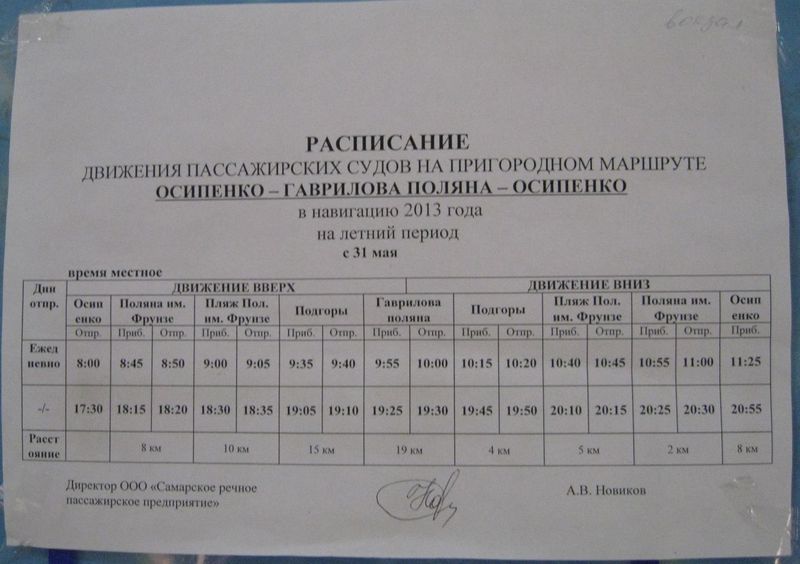 вокзал
РАСПИСАНИЕ
ДВИЖЕНИЯ ПАССАЖИРСКИХ СУДОВ НА ПРИГОРОДНОМ МАРШРУТЕ
ОСИПЕНКО – ГАВРИЛОВА ПОЛЯНА – ОСИПЕНКО
в навигацию 2013 года
на летний период
с 31 мая
время местное
Дни отпр. ДВИЖЕНИЕ ВВЕРХ ДВИЖЕНИЕ ВНИЗ
Осип Поляна им. Пляж Пол. Подгоры Гаврилова Подгоры Пляж Пол. Поляна им. Осип
енко Фрунзе им. Фрунзе поляна им. Фрунзе Фрунзе енко
Отпр. Приб. Отпр. Приб. Отпр. Приб. Отпр. Приб. Отпр. Приб. Отпр. Приб. Отпр. Приб. Отпр. Приб.
Ежед невно 8:00 8:45 8:50 9:00 9:05 9:35 9:40 9:55 10:00 10:15 10:20 10:40 10:45 10:55 11:00 11:25
-/- 17:30 18:15 18:20 18:30 18:35 19:05 19:10 19:25 19:30 19:45 19:50 20:10 20:15 20:25 20:30 20:55
Расст ояние 8 км 10 км 15 км 19 км 4 км 5 км 2 км 8 км
Директор ООО «Самарское речное
пассажирское предприятие»
А.В. Новиков